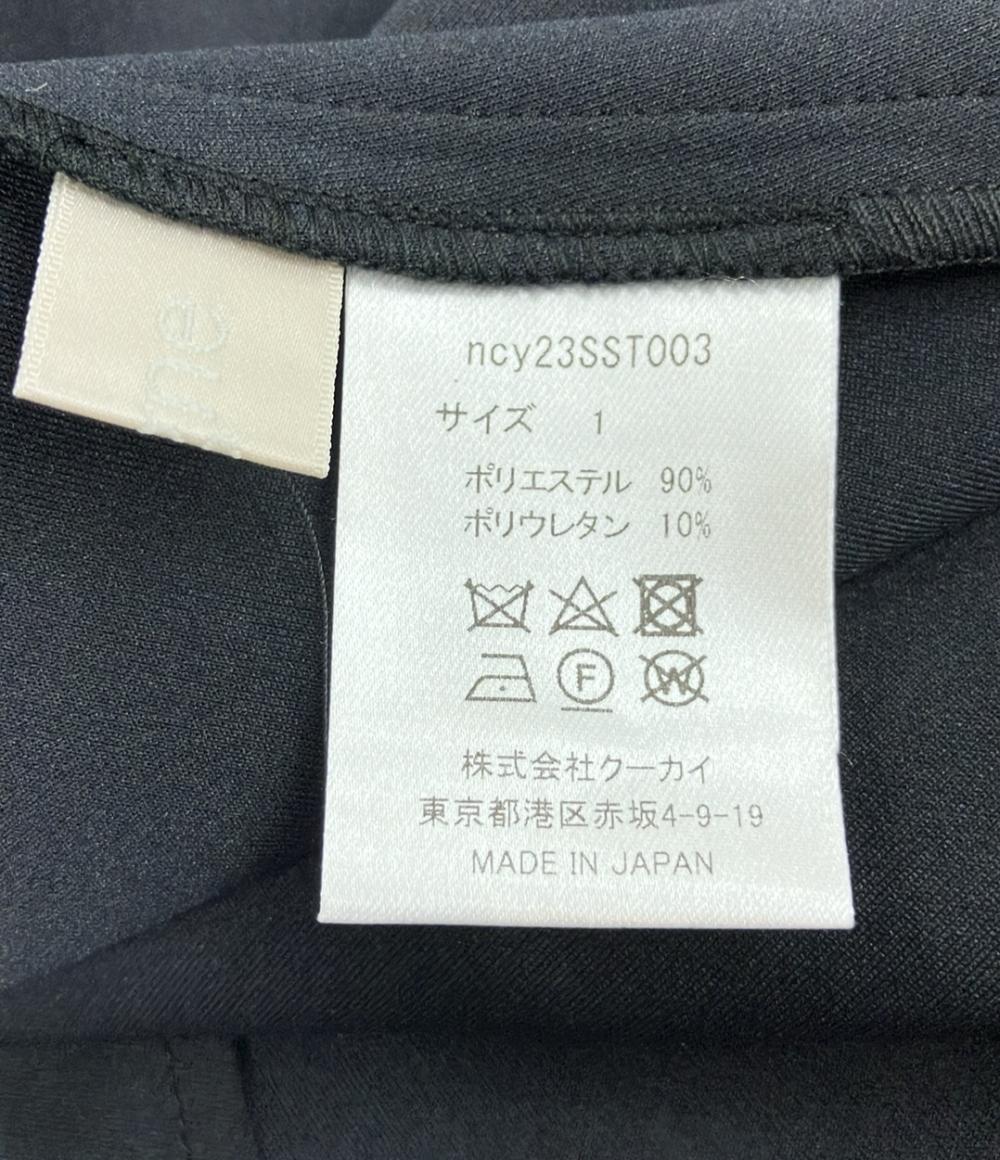 ncy23SST003
サイズ 1
ポリエステル 90%
ポリウレタン 10%
F
W
株式会社クーカイ
東京都港区赤坂4-9-19
MADE IN JAPAN